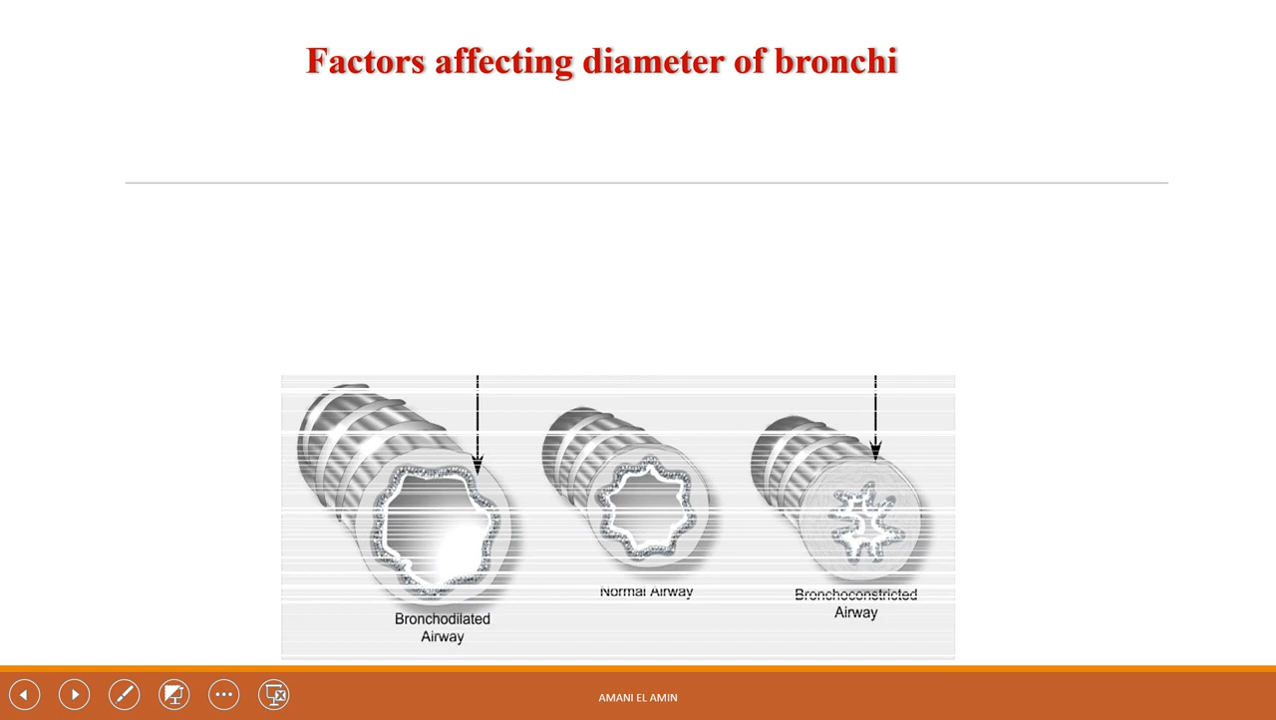 Factors affecting diameter of bronchi
Normal Airway
Bronchoconstricted
Airway
Bronchodilated
Airway
AMANI EL AMIN